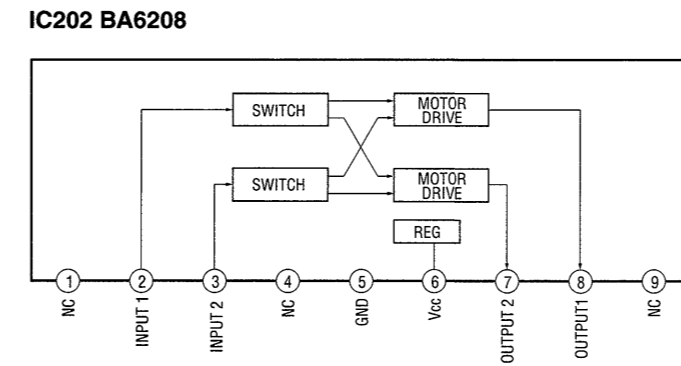 IC202 BA6208
SWITCH
MOTOR
DRIVE
SWITCH
MOTOR
DRIVE
REG
1
2
3
4
5
6
7
8
9
NC
INPUT 1
INPUT 2
NC
GND
Vcc
OUTPUT 2
OUTPUT1
NC